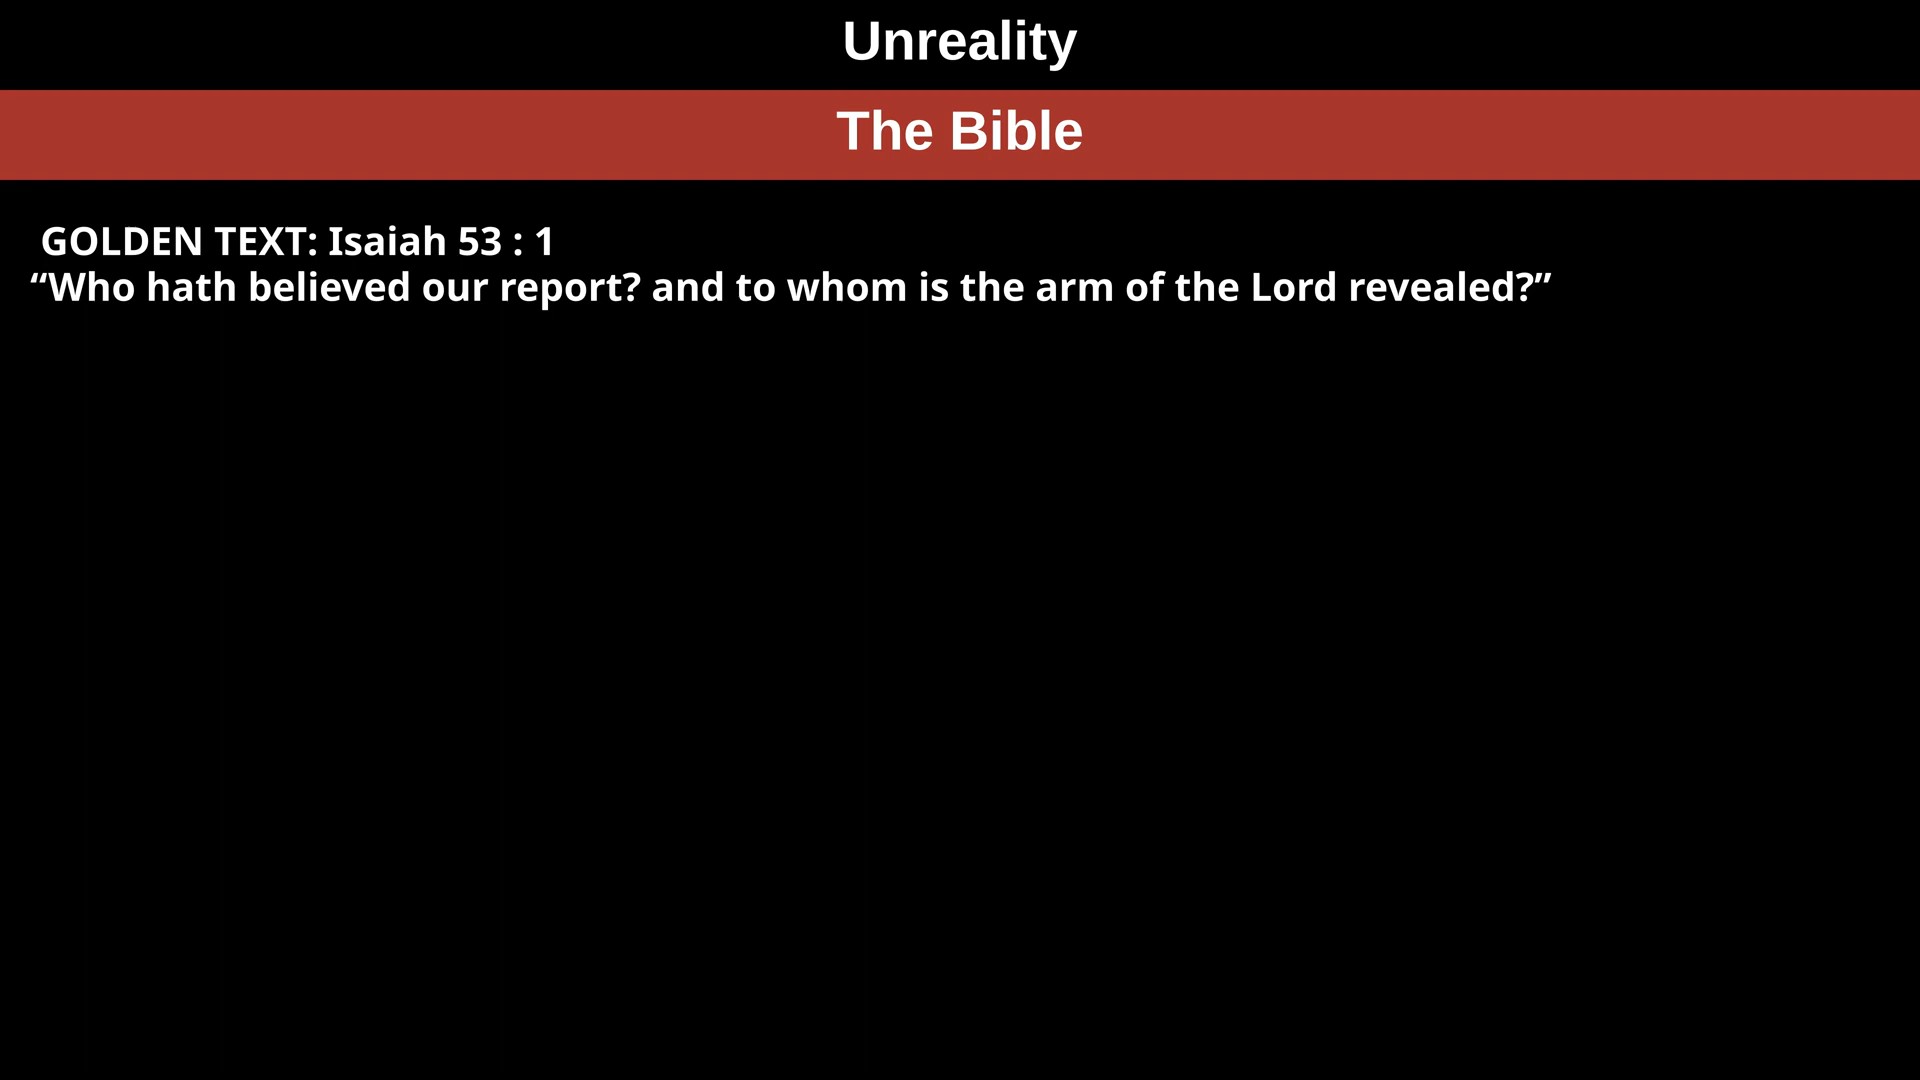 Unreality
The Bible
GOLDEN TEXT: Isaiah 53 : 1
“Who hath believed our report? and to whom is the arm of the Lord revealed?”